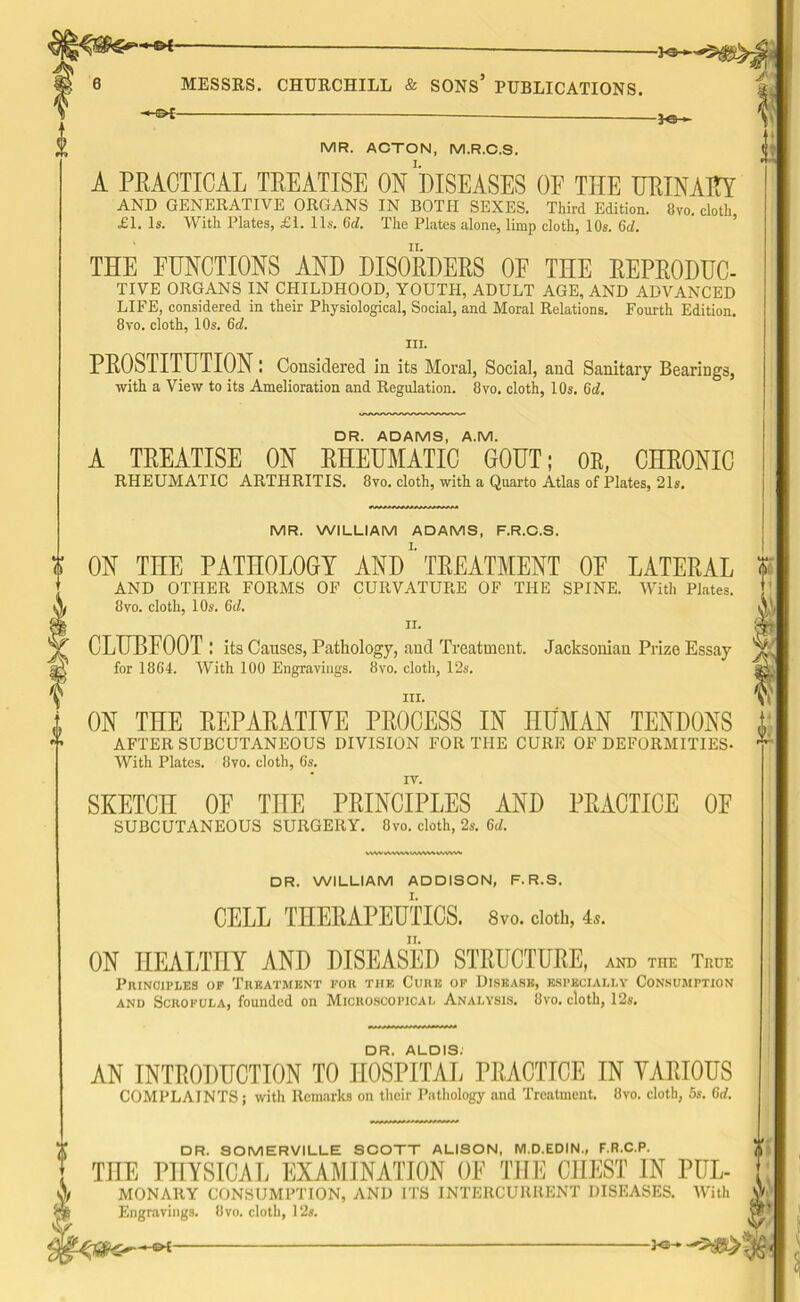 6 MESSRS. CHURCHILL & SONS’ PUBLICATIONS.
MR. ACTON, M.R.C.S.
I.
A PRACTICAL TREATISE ON DISEASES OF THE URINARY
AND GENERATIVE ORGANS IN BOTH SEXES. Third Edition. 8vo. cloth,
£1. 1s. With Plates, £1. 11s. 6d. The Plates alone, limp cloth, 10s. 6d.
II.
THE FUNCTIONS AND DISORDERS OF THE REPRODUC-
TIVE ORGANS IN CHILDHOOD, YOUTH, ADULT AGE, AND ADVANCED
LIFE, considered in their Physiological, Social, and Moral Relations. Fourth Edition.
8vo. cloth, 10s. 6d.
III.
PROSTITUTION: Considered in its Moral, Social, and Sanitary Bearings,
with a View to its Amelioration and Regulation. 8vo. cloth, 10s. 6d.
DR. ADAMS, A.M.
A TREATISE ON RHEUMATIC GOUT; OR, CHRONIC
RHEUMATIC ARTHRITIS. 8vo. cloth, with a Quarto Atlas of Plates, 21s.
MR. WILLIAM ADAMS, F.R.C.S.
I.
ON THE PATHOLOGY AND TREATMENT OF LATERAL
AND OTHER FORMS OF CURVATURE OF THE SPINE. With Plates.
8vo. cloth, 10s. 6d.
II.
CLUBFOOT: its Causes, Pathology, and Treatment. Jacksonian Prize Essay
for 1864. With 100 Engravings. 8vo. cloth, 12s.
III.
ON THE REPARATIVE PROCESS IN HUMAN TENDONS
AFTER SUBCUTANEOUS DIVISION FOR THE CURE OF DEFORMITIES.
With Plates. 8vo. cloth, 6s.
IV.
SKETCH OF THE PRINCIPLES AND PRACTICE OF
SUBCUTANEOUS SURGERY. 8vo. cloth, 2s. 6d.
DR. WILLIAM ADDISON, F.R.S.
I.
CELL THERAPEUTICS. 8vo. cloth, 4s.
II.
ON HEALTHY AND DISEASED STRUCTURE, AND THE TRUE
PRINCIPLES OF TREATMENT FOR THE CURE OF DISEASE, ESPECIALLY CONSUMPTION
AND SCROFULA, founded on MICROSCOPICAL ANALYSIS. 8vo. cloth, 12s.
DR. ALDIS.
AN INTRODUCTION TO HOSPITAL PRACTICE IN VARIOUS
COMPLAINTS; with Remarks on their Pathology and Treatment. 8vo. cloth, 5s. 6d.
DR. SOMERVILLE SCOTT ALISON, M.D.EDIN., F.R.C.P.
THE PHYSICAL EXAMINATION OF THE CHEST IN PUL-
MONARY CONSUMPTION, AND ITS INTERCURRENT DISEASES. With
Engravings. 8vo. cloth, 12s.